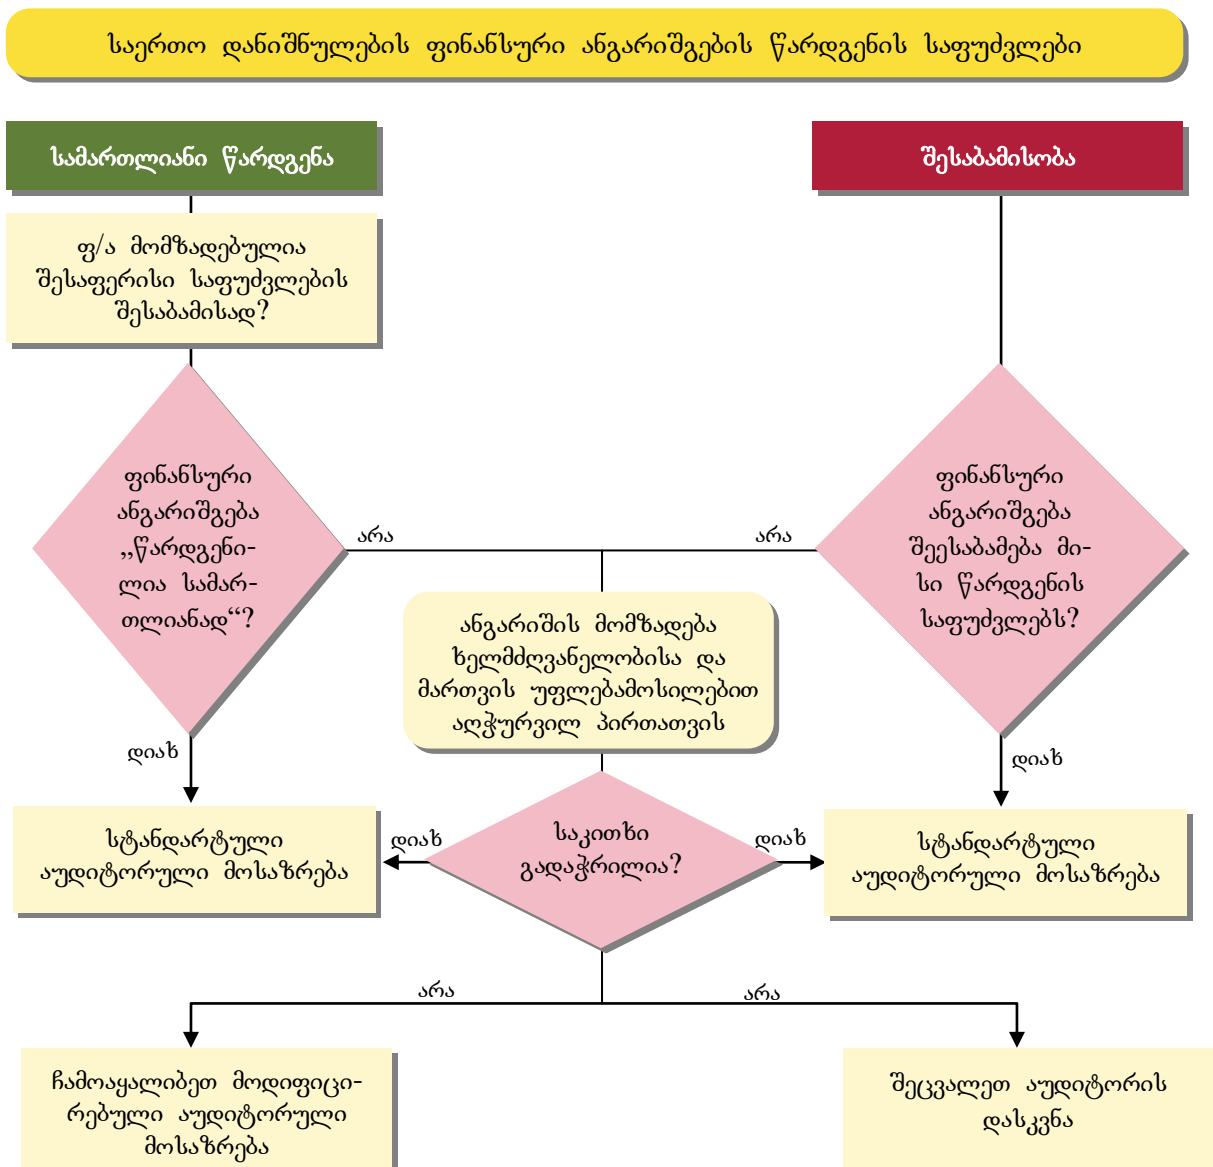 საერთო დანიშნულების ფინანსური ანგარიშგების წარდგენის საფუძვლები
სამართლიანი წარდგენა
შესაბამისობა
ფ/ა მომზადებულია
შესაფერისი საფუძვლების
შესაბამისად?
ფინანსური
ანგარიშგება
„წარდგენი-
ლია სამარ-
თლიანად“?
ფინანსური
ანგარიშგება
შეესაბამება მი-
სი წარდგენის
საფუძვლებს?
არა
არა
ანგარიშის მომზადება
ხელმძღვანელობისა და
მართვის უფლებამოსილებით
აღჭურვილ პირთათვის
დიახ
დიახ
სტანდარტული
აუდიტორული მოსაზრება
დიახ
საკითხი
გადაჭრილია?
დიახ
სტანდარტული
აუდიტორული მოსაზრება
არა
არა
ჩამოაყალიბეთ მოდიფიცი-
რებული აუდიტორული
მოსაზრება
შეცვალეთ აუდიტორის
დასკვნა